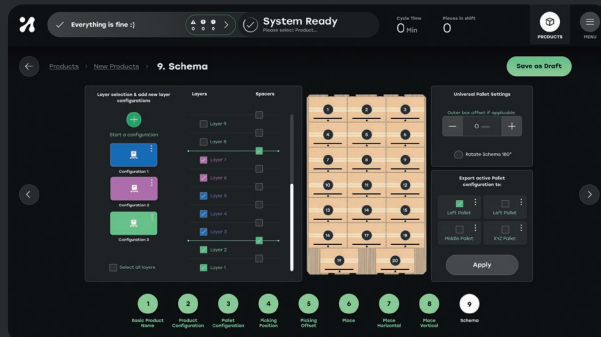 Everything is fine :)
0 0 0
System Ready
Please select Product...
Cycle Time
0 Min
Pieces in shift
0
PRODUCTS
MENU
Products > New Products > 9. Schema
Save as Draft
Layer selection & add new layer
configurations
Layers
Spacers
Start a configuration
Configuration 1
Configuration 2
Configuration 3
Select all layers
Layer 9
Layer 8
Layer 7
Layer 6
Layer 5
Layer 4
Layer 3
Layer 2
Layer 1
1 2 3
4 5 6
7 8 9
10 11 12
13 14 15
16 17 18
19 20
Universal Pallet Settings
Outer box offset if applicable:
0 mm
Rotate Schema 180°
Export active Pallet
configuration to:
Left Pallet
Left Pallet
Middle Pallet
XYZ Pallet
Apply
1 2 3 4 5 6 7 8 9
Basic Product
Name
Product
Configuration
Pallet
Configuration
Picking
Position
Picking
Offset
Place
Place
Horizontal
Place
Vertical
Schema